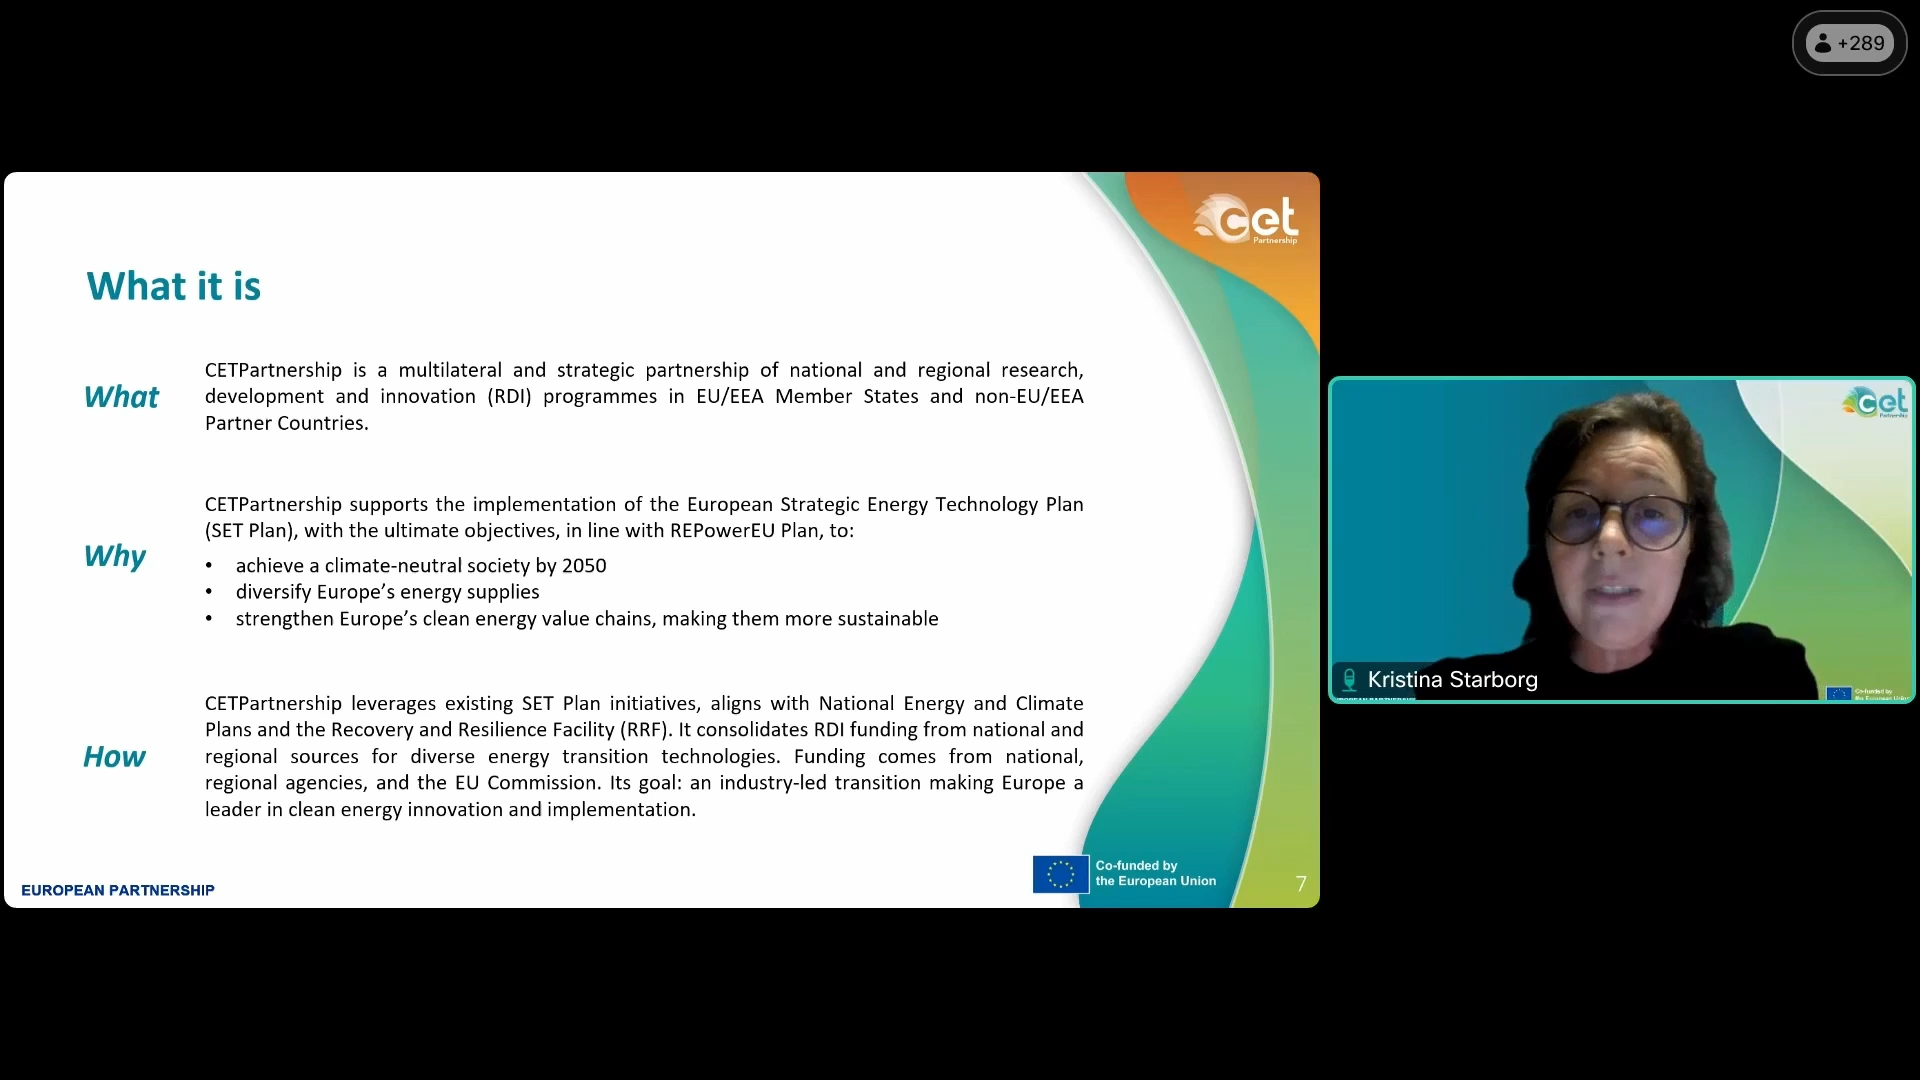 +289
cet
Partnership
What it is
What
CETPartnership is a multilateral and strategic partnership of national and regional research,
development and innovation (RDI) programmes in EU/EEA Member States and non-EU/EEA
Partner Countries.
Why
CETPartnership supports the implementation of the European Strategic Energy Technology Plan
(SET Plan), with the ultimate objectives, in line with REPowerEU Plan, to:
• achieve a climate-neutral society by 2050
• diversify Europe’s energy supplies
• strengthen Europe’s clean energy value chains, making them more sustainable
How
CETPartnership leverages existing SET Plan initiatives, aligns with National Energy and Climate
Plans and the Recovery and Resilience Facility (RRF). It consolidates RDI funding from national and
regional sources for diverse energy transition technologies. Funding comes from national,
regional agencies, and the EU Commission. Its goal: an industry-led transition making Europe a
leader in clean energy innovation and implementation.
EUROPEAN PARTNERSHIP
Co-funded by
the European Union
7
cet
Partnership
Kristina Starborg
Co-funded by
the European Union